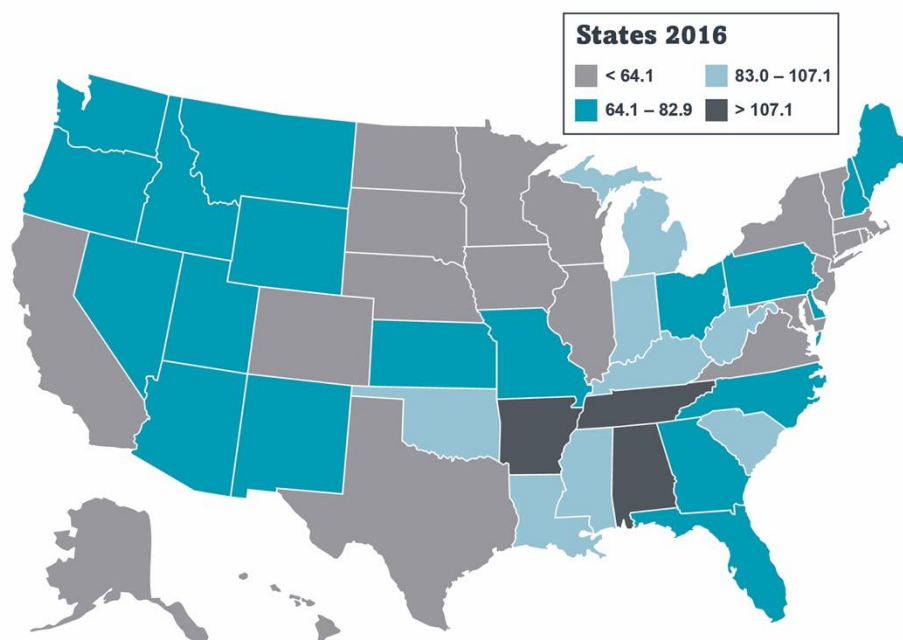 States 2016
< 64.1
83.0 – 107.1
64.1 – 82.9
> 107.1